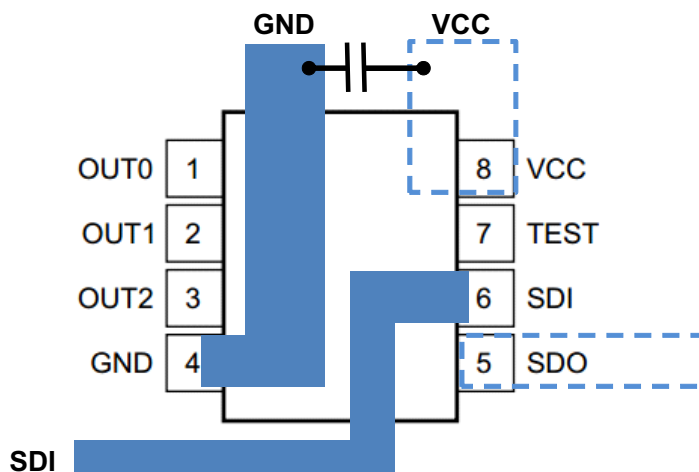 GND VCC
OUT0 1 8 VCC
OUT1 2 7 TEST
OUT2 3 6 SDI
GND 4 5 SDO
SDI